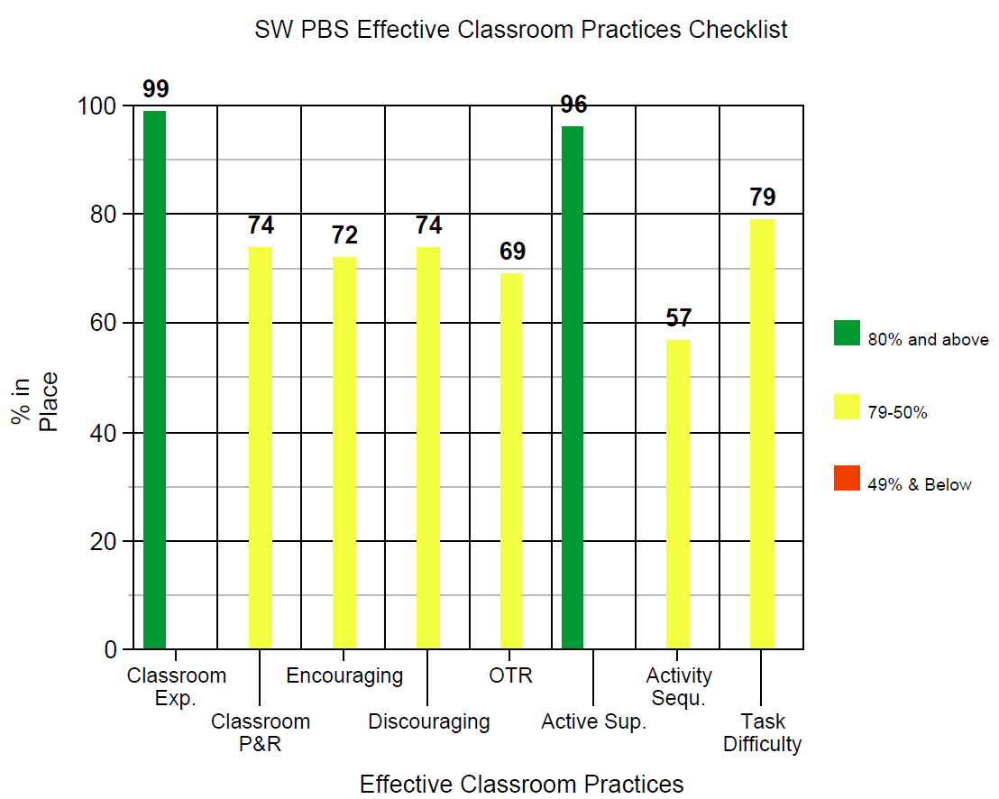 SW PBS Effective Classroom Practices Checklist
% in
Place
100
80
60
40
20
0
99
74
72
74
69
96
57
79
Classroom
Exp.
Classroom
P&R
Encouraging
Discouraging
OTR
Active Sup.
Activity
Sequ.
Task
Difficulty
Effective Classroom Practices
80% and above
79-50%
49% & Below